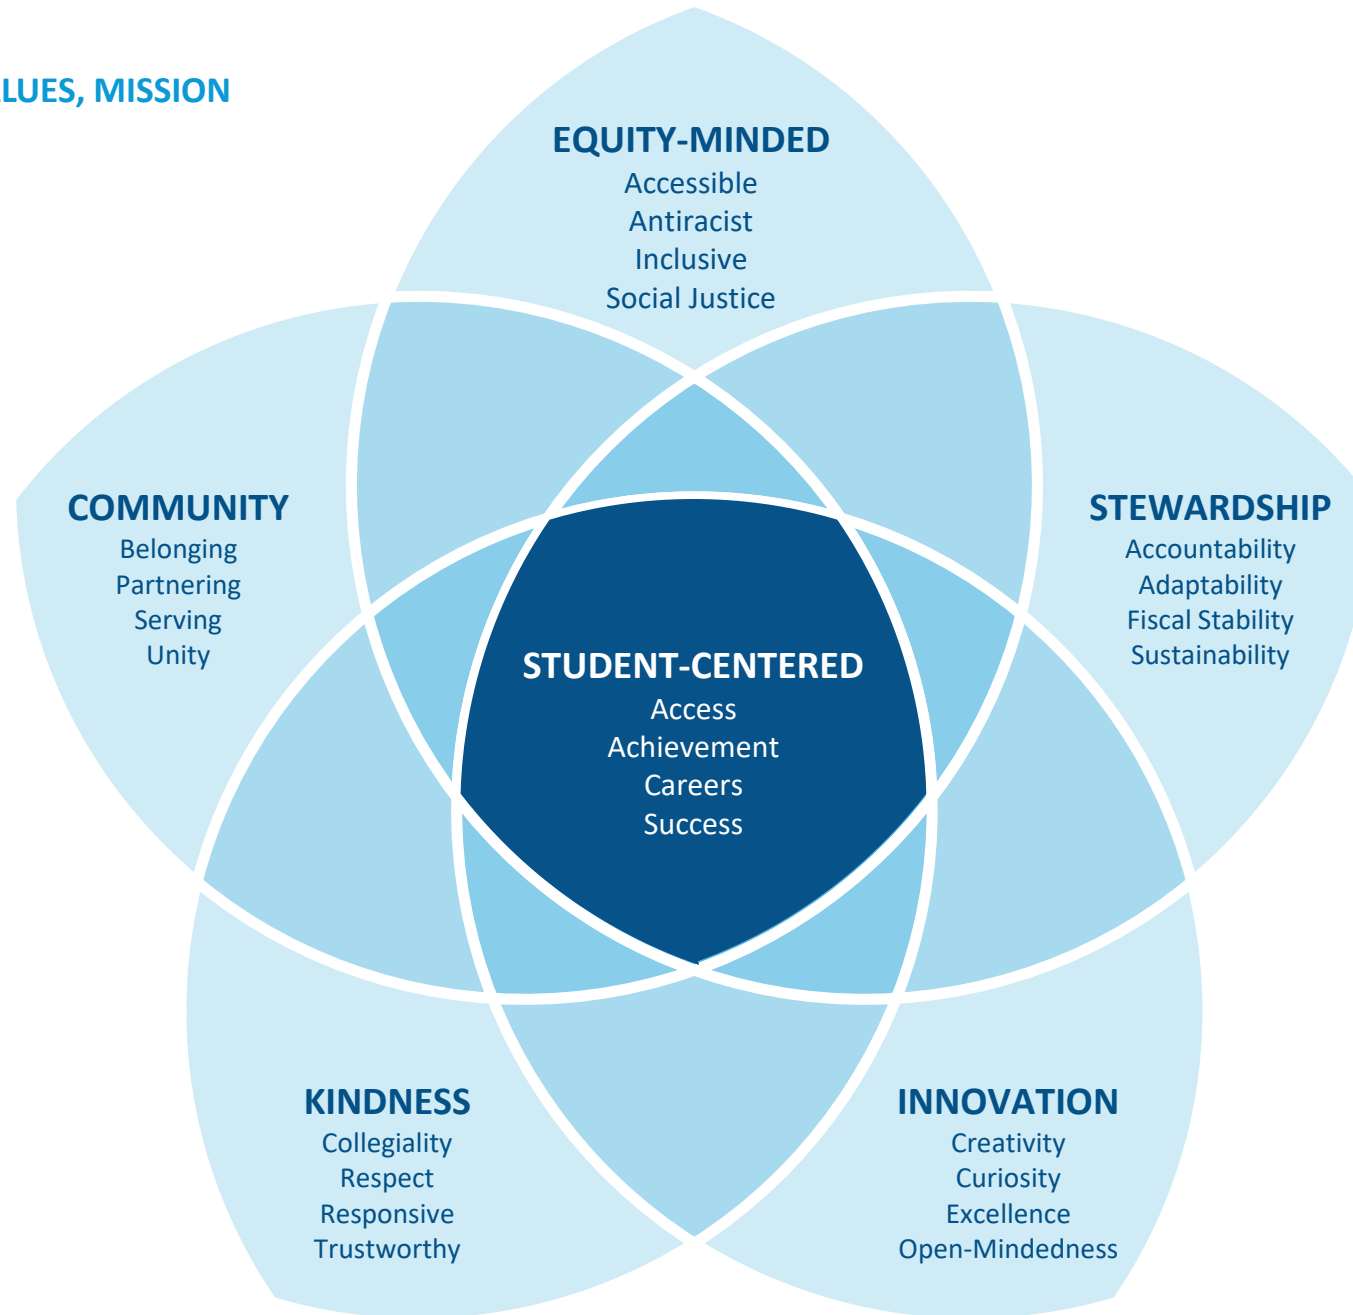 LUES, MISSION
EQUITY-MINDED
Accessible
Antiracist
Inclusive
Social Justice
COMMUNITY
Belonging
Partnering
Serving
Unity
STEWARDSHIP
Accountability
Adaptability
Fiscal Stability
Sustainability
STUDENT-CENTERED
Access
Achievement
Careers
Success
KINDNESS
Collegiality
Respect
Responsive
Trustworthy
INNOVATION
Creativity
Curiosity
Excellence
Open-Mindedness